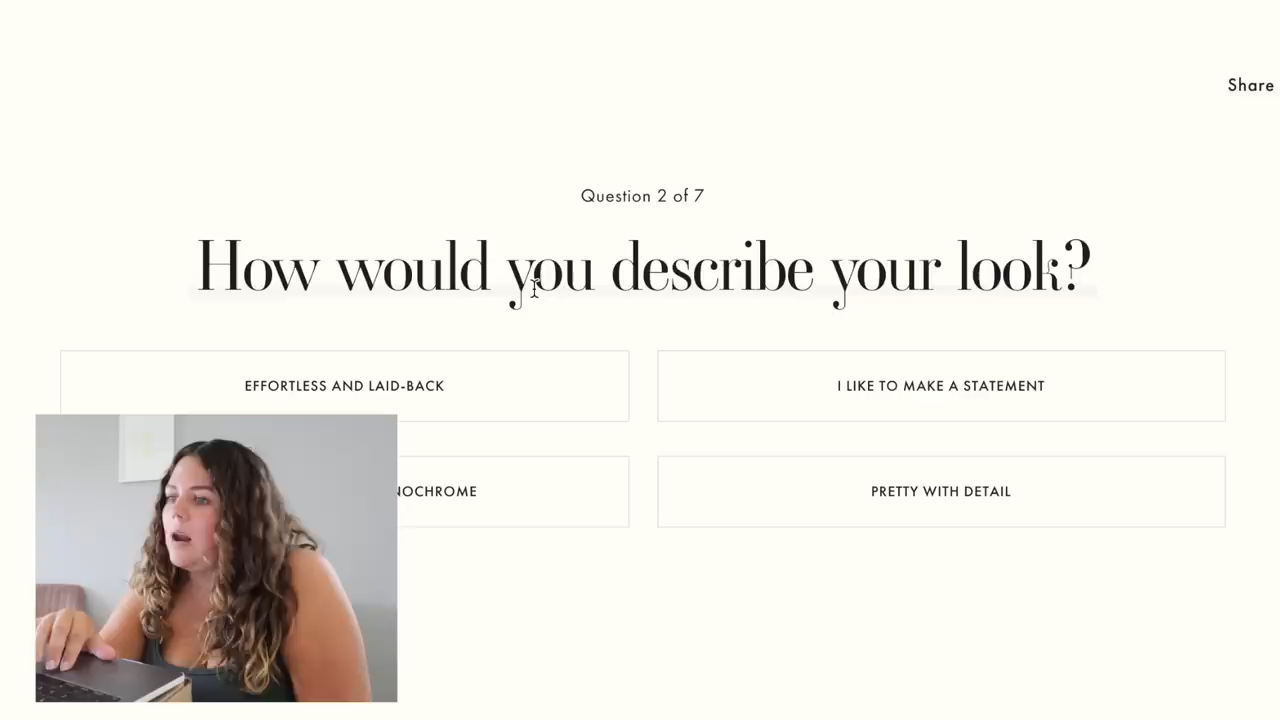 Share
Question 2 of 7
How would you describe your look?
EFFORTLESS AND LAID-BACK
I LIKE TO MAKE A STATEMENT
PRETTY WITH DETAIL